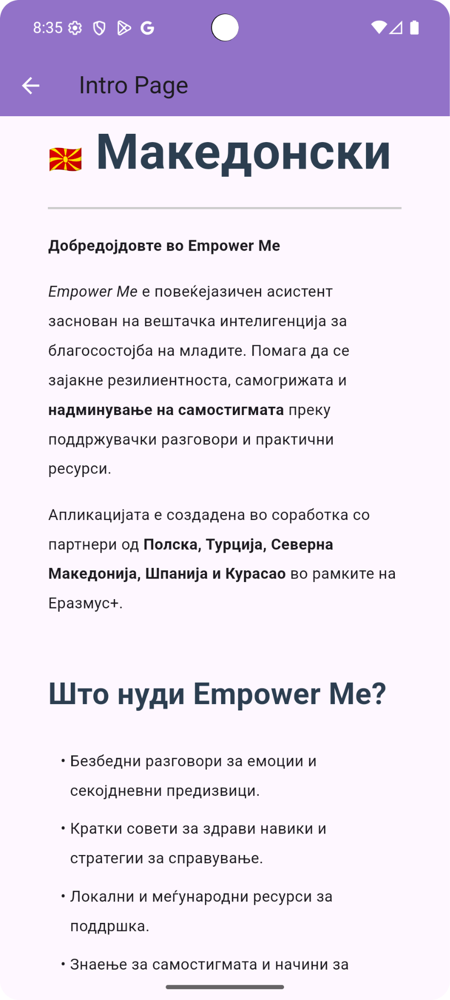 8:35
Intro Page
Македонски
Добредојдовте во Empower Me
Empower Me е повеќејазичен асистент
заснован на вештачка интелигенција за
благосостојба на младите. Помага да се
зајакне резилиентноста, самогрижата и
надминување на самостигмата преку
поддржувачки разговори и практични
ресурси.
Апликацијата е создадена во соработка со
партнери од Полска, Турција, Северна
Македонија, Шпанија и Курасао во рамките на
Еразмус+.
Што нуди Empower Me?
• Безбедни разговори за емоции и
секојдневни предизвици.
• Кратки совети за здрави навики и
стратегии за справување.
• Локални и меѓународни ресурси за
поддршка.
• Знаење за самостигмата и начини за